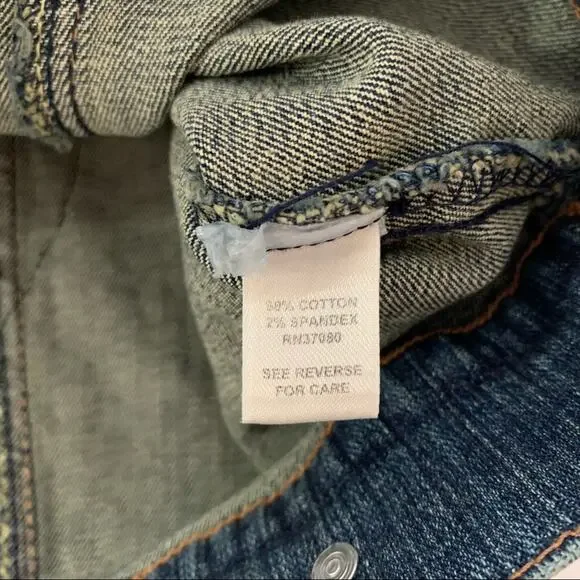 98% COTTON
2% SPANDEX
RN37080
SEE REVERSE
FOR CARE